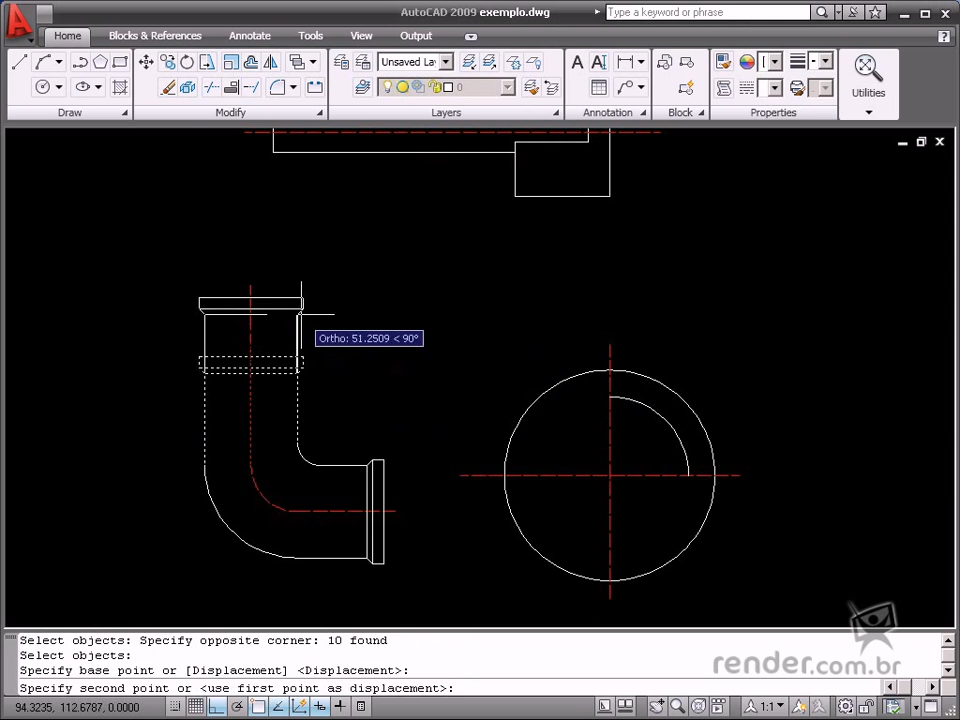 AutoCAD 2009 exemplo.dwg
Type a keyword or phrase
Home Blocks & References Annotate Tools View Output
Unsaved Lay
0
Utilities
Draw Modify Layers Annotation Block Properties
Ortho: 51.2509 < 90°
Select objects: Specify opposite corner: 10 found
Select objects:
Specify base point or [Displacement] <Displacement>:
Specify second point or <use first point as displacement>:
render.com.br
94.3235, 112.6787, 0.0000
1:1